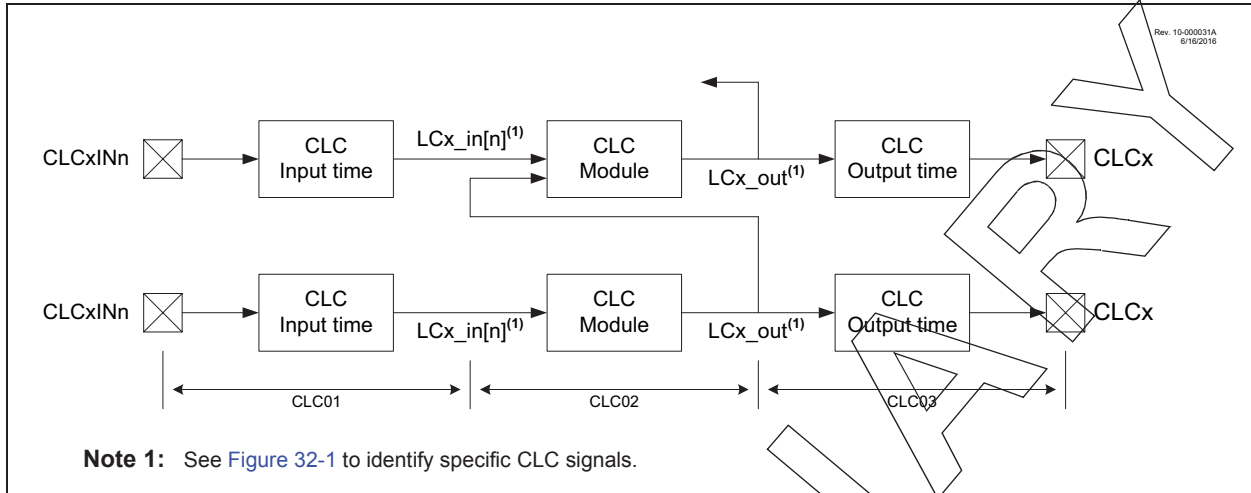 Rev. 10-000031A
6/16/2016
CLCxINn
CLC
Input time
LCx_in[n](1)
CLC
Module
LCx_out(1)
CLC
Output time
CLCx
CLCxINn
CLC
Input time
LCx_in[n](1)
CLC
Module
LCx_out(1)
CLC
Output time
CLCx
CLC01
CLC02
CLC03
Note 1: See Figure 32-1 to identify specific CLC signals.
I A R Y